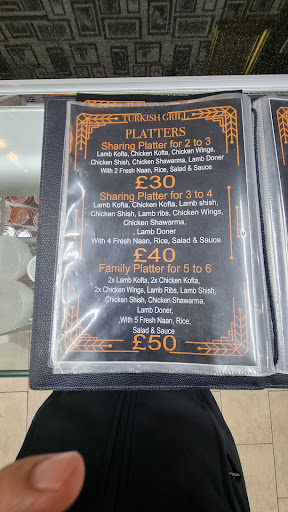 TURKISH GRILL
PLATTERS
Sharing Platter for 2 to 3
Lamb Kofta, Chicken Kofta, Chicken Wings,
Chicken Shish, Chicken Shawarma, Lamb Doner
With 2 Fresh Naan, Rice, Salad & Sauce
£30
Sharing Platter for 3 to 4
Lamb Kofta, Chicken Kofta, Lamb shish,
Chicken Shish, Lamb ribs, Chicken Wings,
Chicken Shawarma,
, Lamb Doner
With 4 Fresh Naan, Rice, Salad & Sauce
£40
Family Platter for 5 to 6
2x Lamb Kofta, 2x Chicken Kofta,
2x Chicken Wings, Lamb Ribs, Lamb Shish,
Chicken Shish, Chicken Shawarma,
Lamb Doner,
,With 5 Fresh Naan, Rice,
Salad & Sauce
£50